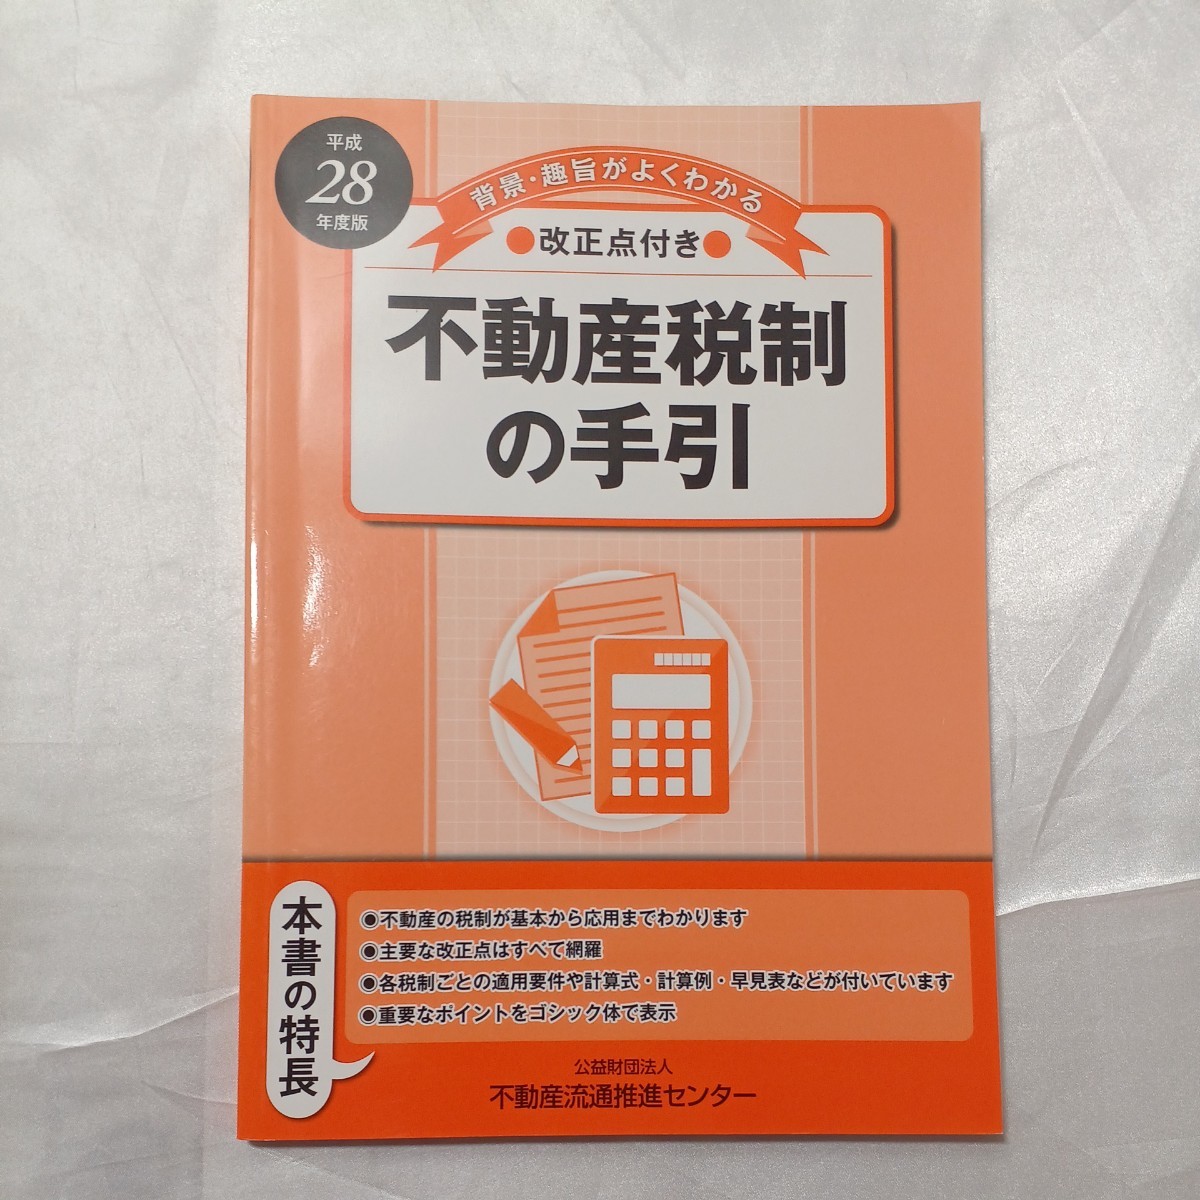 平成
28
年度版
背景・趣旨がよくわかる
●改正点付き●
不動産税制
の手引
本書の特長
◉不動産の税制が基本から応用までわかります
◉主要な改正点はすべて網羅
◉各税制ごとの適用要件や計算式・計算例・早見表などが付いています
◉重要なポイントをゴシック体で表示
公益財団法人
不動産流通推進センター